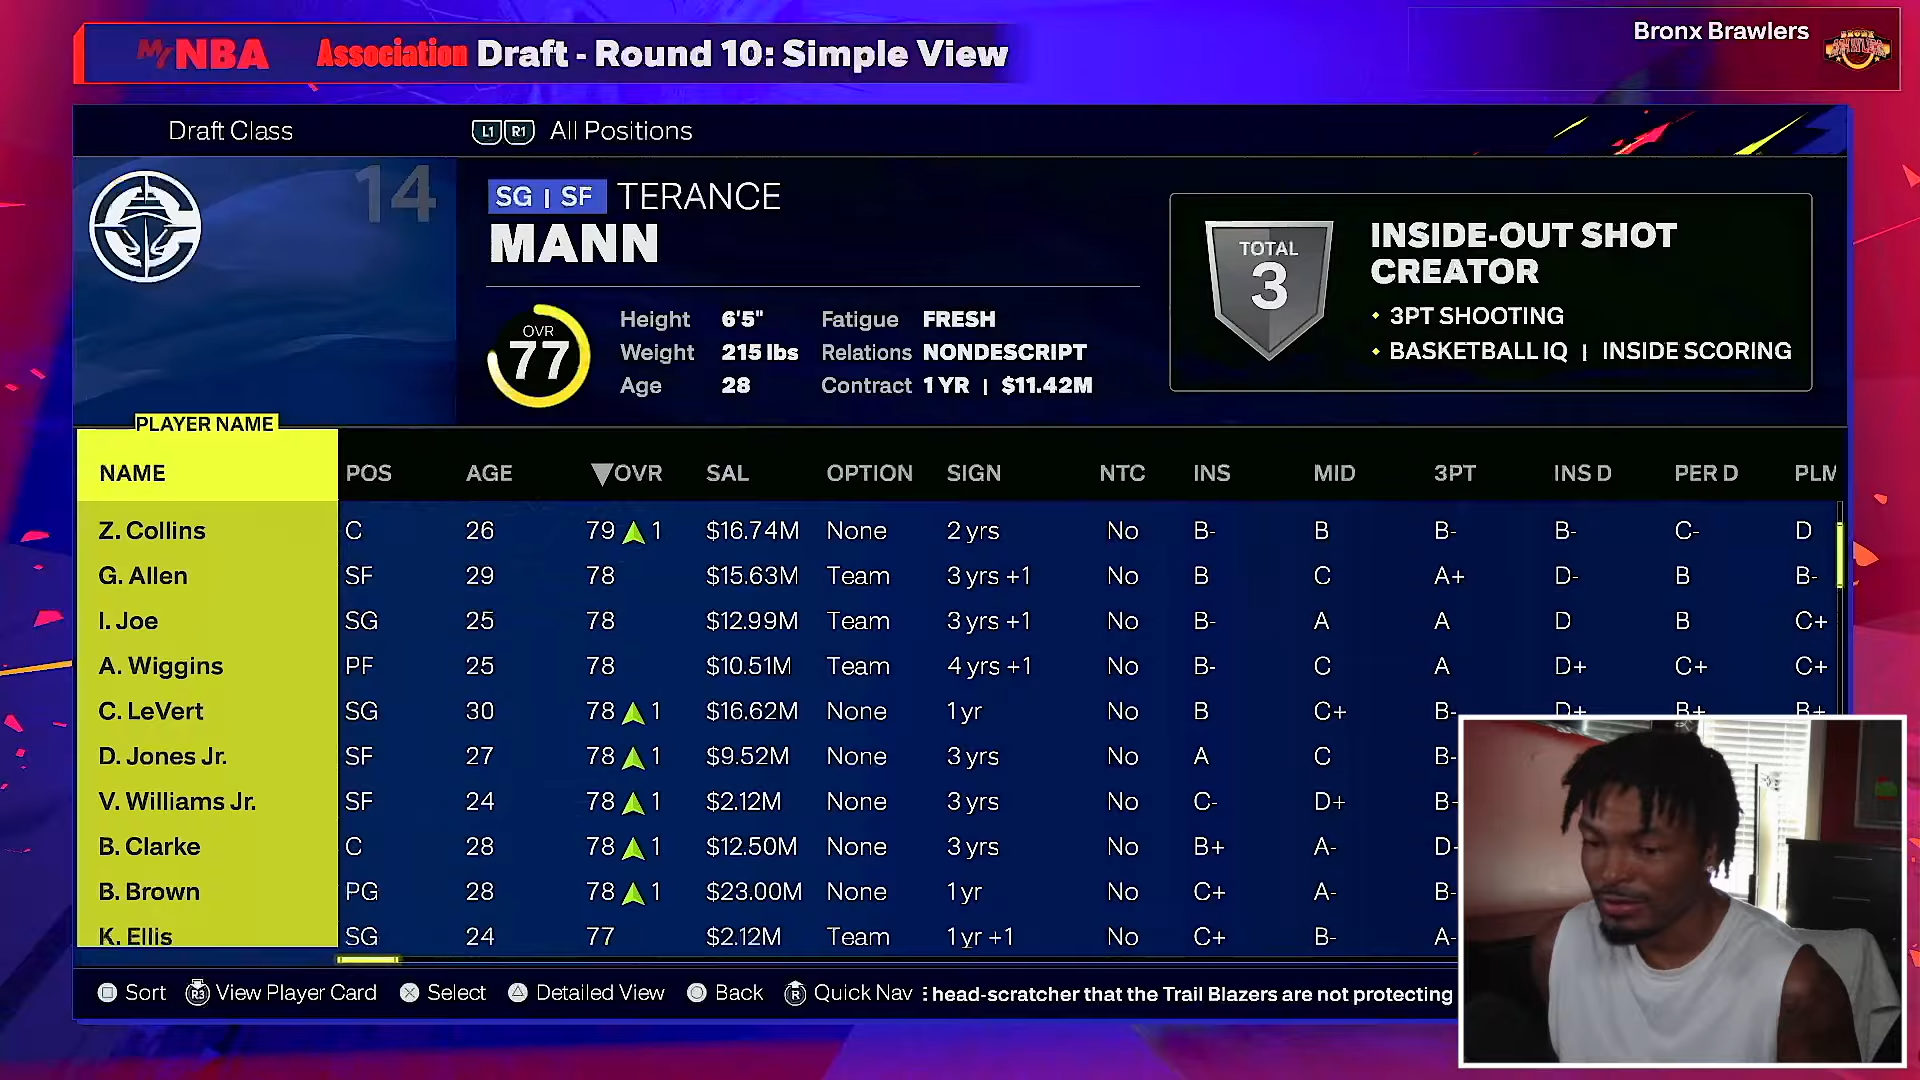 MyNBA Association Draft - Round 10: Simple View
Bronx Brawlers
Draft Class L1 R1 All Positions
14
SG | SF TERANCE
MANN
OVR
77
Height 6'5" Fatigue FRESH
Weight 215 lbs Relations NONDESCRIPT
Age 28 Contract 1 YR | $11.42M
TOTAL
3
INSIDE-OUT SHOT
CREATOR
• 3PT SHOOTING
• BASKETBALL IQ | INSIDE SCORING
PLAYER NAME
NAME POS AGE ▼OVR SAL OPTION SIGN NTC INS MID 3PT INS D PER D PLM
Z. Collins C 26 79 ▲ 1 $16.74M None 2 yrs No B- B B- B- C- D
G. Allen SF 29 78 $15.63M Team 3 yrs +1 No B C A+ D- B B-
I. Joe SG 25 78 $12.99M Team 3 yrs +1 No B- A A D B C+
A. Wiggins PF 25 78 $10.51M Team 4 yrs +1 No B- C A D+ C+ C+
C. LeVert SG 30 78 ▲ 1 $16.62M None 1 yr No B C+ B- D+ B+ B+
D. Jones Jr. SF 27 78 ▲ 1 $9.52M None 3 yrs No A C B-
V. Williams Jr. SF 24 78 ▲ 1 $2.12M None 3 yrs No C- D+ B-
B. Clarke C 28 78 ▲ 1 $12.50M None 3 yrs No B+ A- D-
B. Brown PG 28 78 ▲ 1 $23.00M None 1 yr No C+ A- B-
K. Ellis SG 24 77 $2.12M Team 1 yr +1 No C+ B- A-
Sort R3 View Player Card Select Detailed View Back R Quick Nav head-scratcher that the Trail Blazers are not protecting